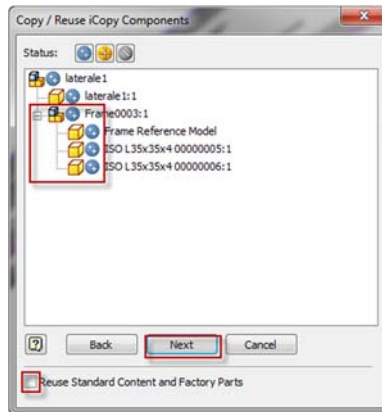 Copy / Reuse iCopy Components
Status:
laterale1
laterale1:1
Frame0003:1
Frame Reference Model
ISO L35x35x4 00000005:1
ISO L35x35x4 00000006:1
Back Next Cancel
Reuse Standard Content and Factory Parts